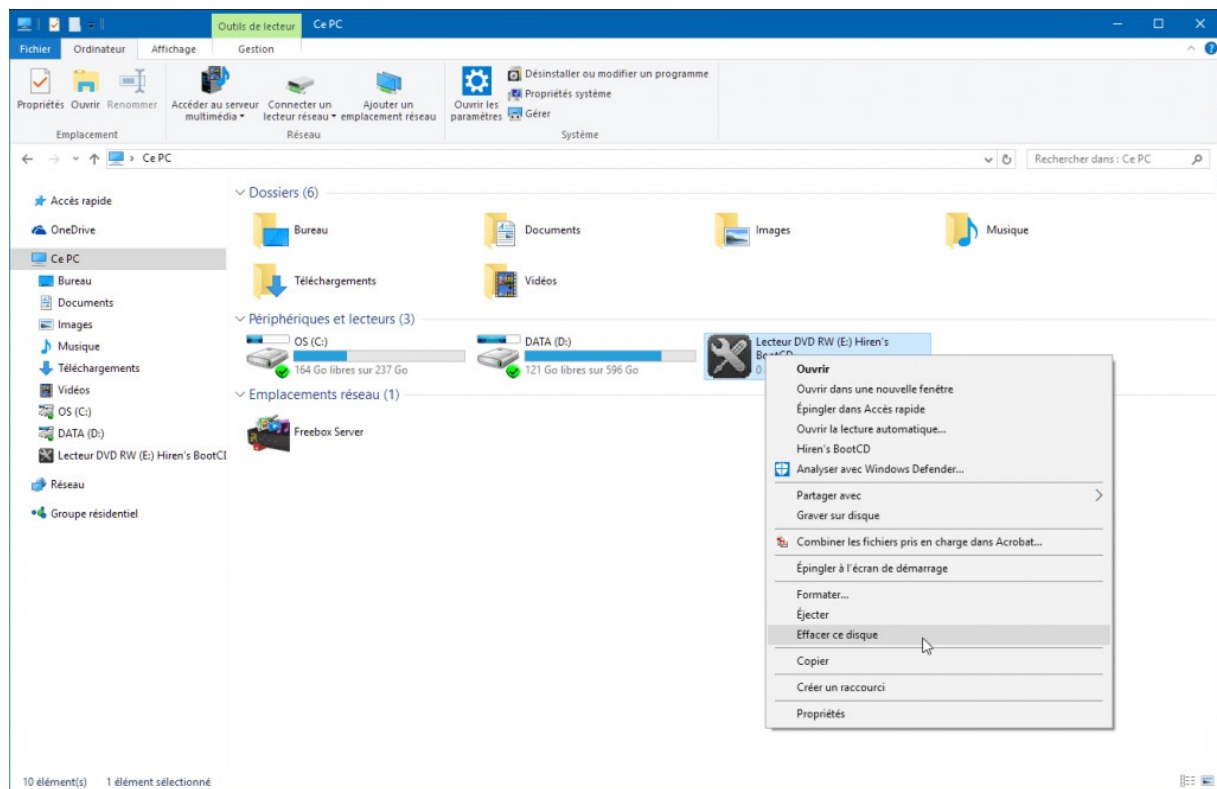 Outils de lecteur
Ce PC
Fichier
Ordinateur
Affichage
Gestion
Propriétés
Ouvrir
Renommer
Accéder au serveur
multimédia
Connecter un
lecteur réseau
Ajouter un
emplacement réseau
Ouvrir les
paramètres
Désinstaller ou modifier un programme
Propriétés système
Gérer
Emplacement
Réseau
Système
Ce PC
Rechercher dans : Ce PC
Accès rapide
OneDrive
Ce PC
Bureau
Documents
Images
Musique
Téléchargements
Vidéos
OS (C:)
DATA (D:)
Lecteur DVD RW (E:) Hiren's BootCD
Réseau
Groupe résidentiel
Dossiers (6)
Bureau
Documents
Images
Musique
Téléchargements
Vidéos
Périphériques et lecteurs (3)
OS (C:)
164 Go libres sur 237 Go
DATA (D:)
121 Go libres sur 596 Go
Lecteur DVD RW (E:) Hiren's
BootCD
0
Emplacements réseau (1)
Freebox Server
Ouvrir
Ouvrir dans une nouvelle fenêtre
Épingler dans Accès rapide
Ouvrir la lecture automatique...
Hiren's BootCD
Analyser avec Windows Defender...
Partager avec
Graver sur disque
Combiner les fichiers pris en charge dans Acrobat...
Épingler à l'écran de démarrage
Formater...
Éjecter
Effacer ce disque
Copier
Créer un raccourci
Propriétés
10 élément(s)
1 élément sélectionné